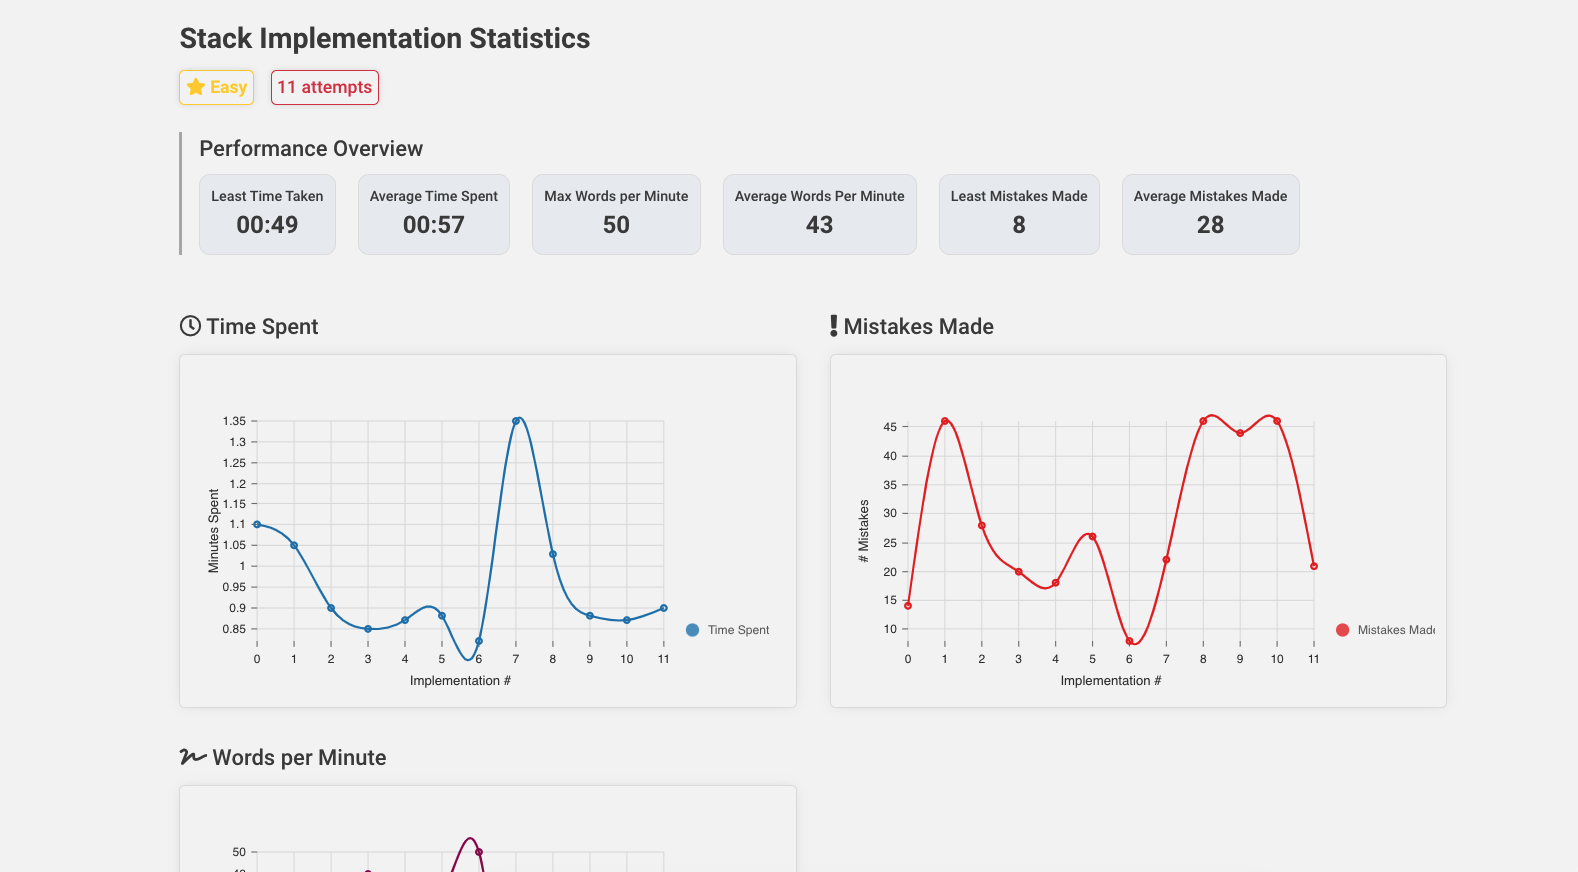 Stack Implementation Statistics
Easy
11 attempts
Performance Overview
Least Time Taken
00:49
Average Time Spent
00:57
Max Words per Minute
50
Average Words Per Minute
43
Least Mistakes Made
8
Average Mistakes Made
28
Time Spent
1.35
1.3
1.25
1.2
1.15
1.1
1.05
1
0.95
0.9
0.85
Minutes Spent
0 1 2 3 4 5 6 7 8 9 10 11
Implementation #
Time Spent
Mistakes Made
45
40
35
30
25
20
15
10
# Mistakes
0 1 2 3 4 5 6 7 8 9 10 11
Implementation #
Mistakes Made
Words per Minute
50